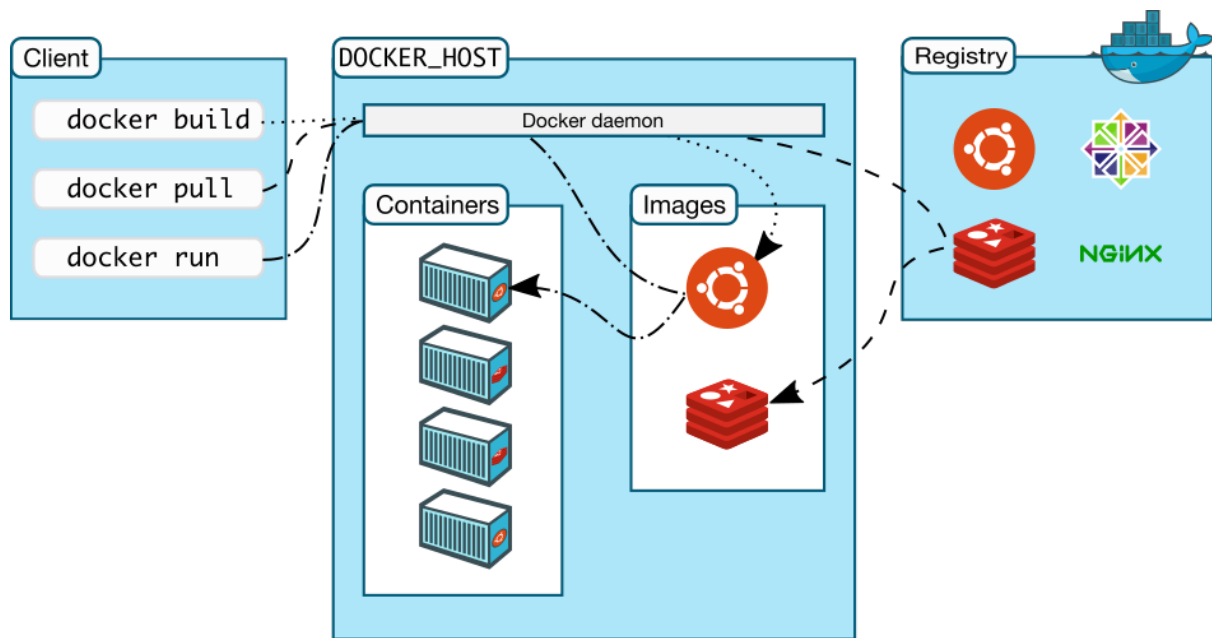 Client
docker build
docker pull
docker run
DOCKER_HOST
Docker daemon
Containers
Images
Registry
NGiNX